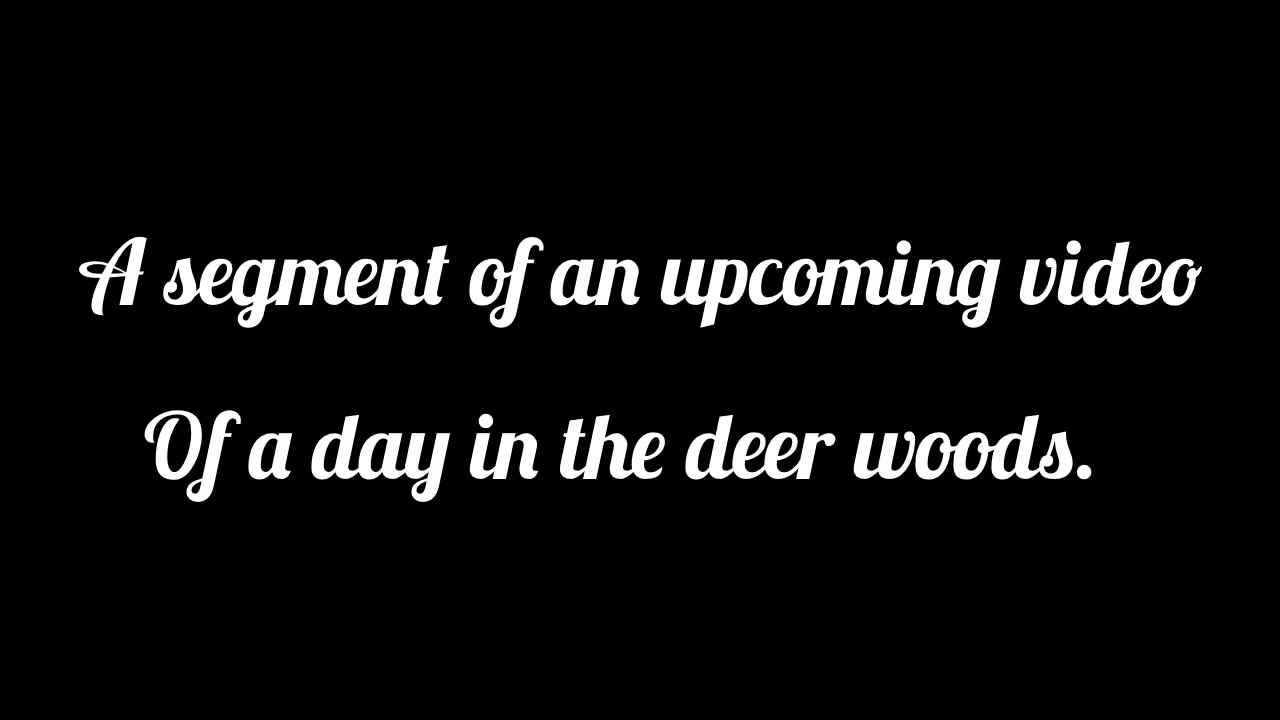 A segment of an upcoming video
Of a day in the deer woods.